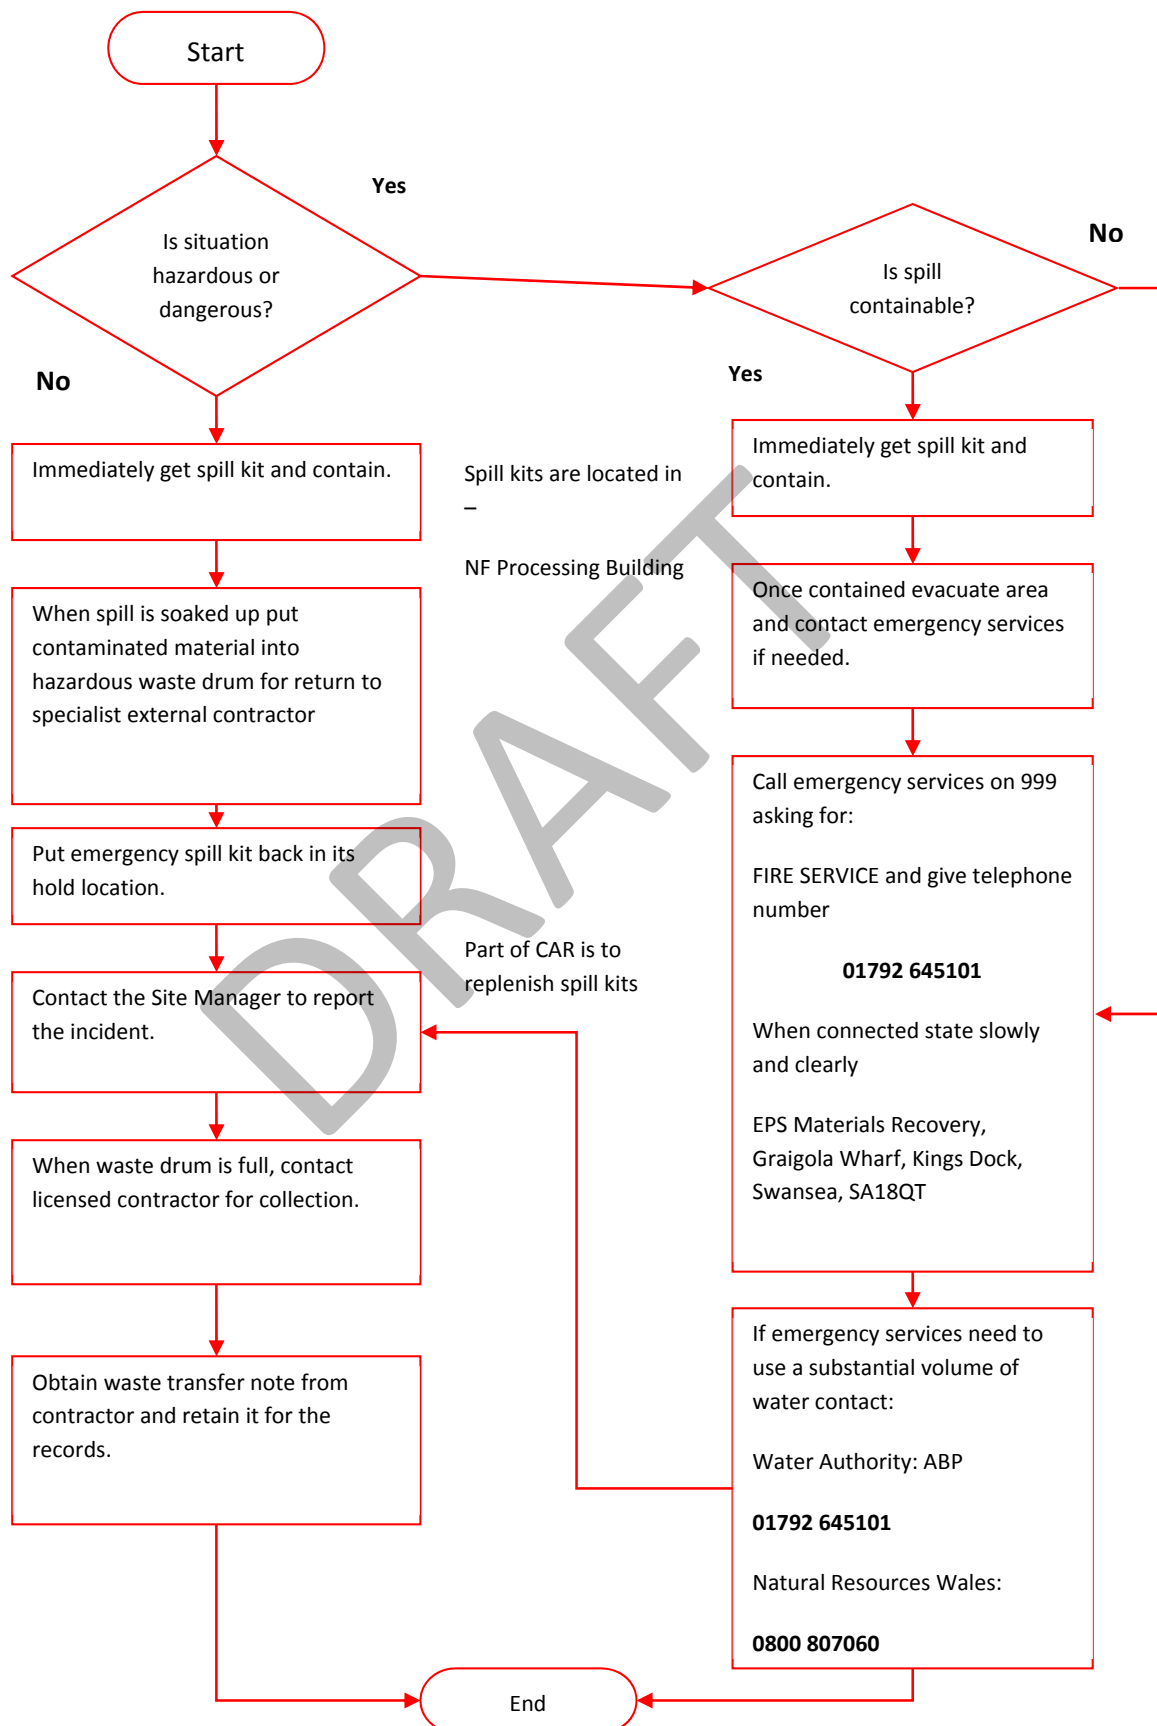 Start
Yes
Is situation
hazardous or
dangerous?
No
Is spill
containable?
No
Yes
Immediately get spill kit and contain.
Spill kits are located in
–
NF Processing Building
Immediately get spill kit and
contain.
When spill is soaked up put
contaminated material into
hazardous waste drum for return to
specialist external contractor
Once contained evacuate area
and contact emergency services
if needed.
Put emergency spill kit back in its
hold location.
Call emergency services on 999
asking for:
FIRE SERVICE and give telephone
number
01792 645101
When connected state slowly
and clearly
EPS Materials Recovery,
Graigola Wharf, Kings Dock,
Swansea, SA18QT
Part of CAR is to
replenish spill kits
Contact the Site Manager to report
the incident.
When waste drum is full, contact
licensed contractor for collection.
Obtain waste transfer note from
contractor and retain it for the
records.
If emergency services need to
use a substantial volume of
water contact:
Water Authority: ABP
01792 645101
Natural Resources Wales:
0800 807060
End
DRAFT